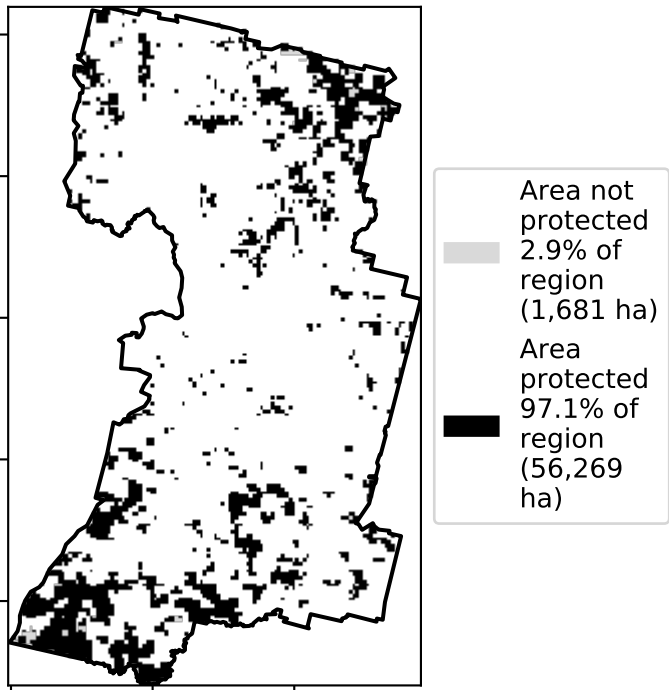 Area not
protected
2.9% of
region
(1,681 ha)
Area
protected
97.1% of
region
(56,269
ha)